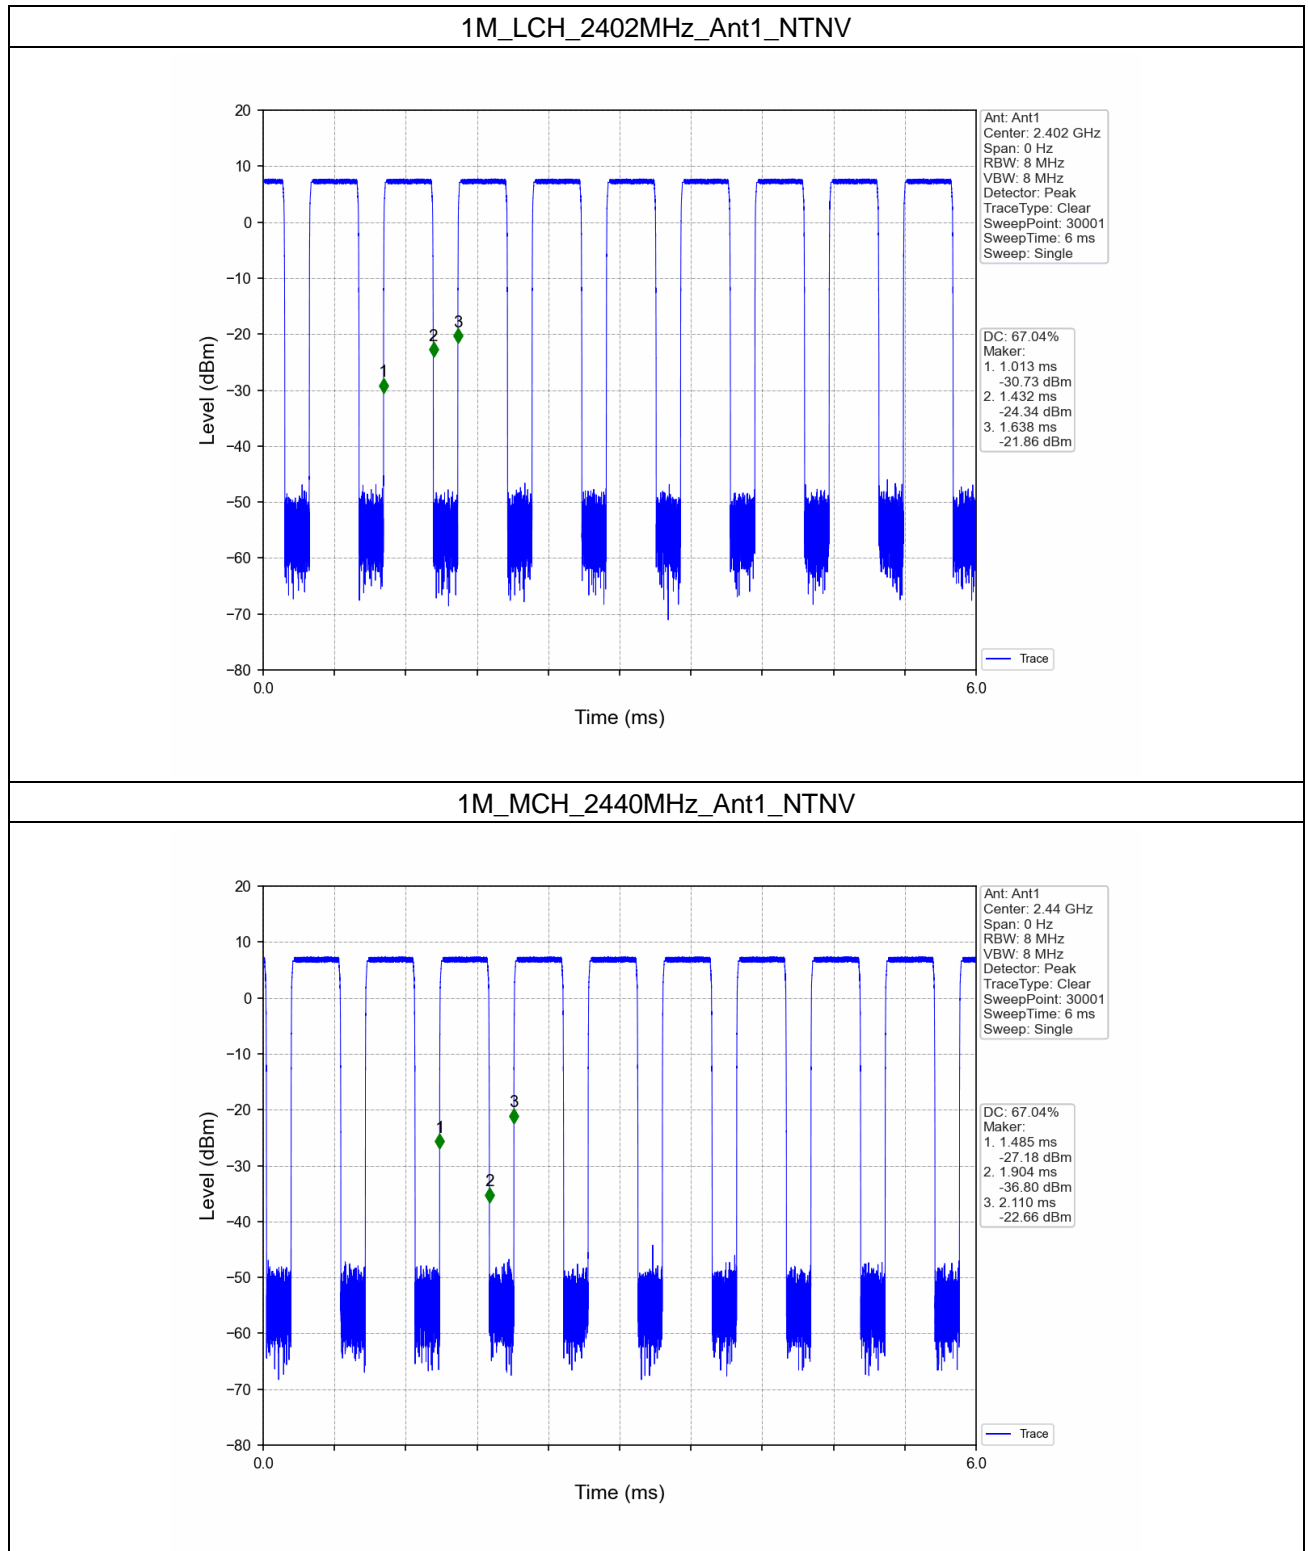 1M_LCH_2402MHz_Ant1_NTNV
20
10
0
−10
−20
−30
−40
−50
−60
−70
−80
Level (dBm)
1
2
3
0.0
6.0
Time (ms)
Ant: Ant1
Center: 2.402 GHz
Span: 0 Hz
RBW: 8 MHz
VBW: 8 MHz
Detector: Peak
TraceType: Clear
SweepPoint: 30001
SweepTime: 6 ms
Sweep: Single
DC: 67.04%
Maker:
1. 1.013 ms
-30.73 dBm
2. 1.432 ms
-24.34 dBm
3. 1.638 ms
-21.86 dBm
Trace
1M_MCH_2440MHz_Ant1_NTNV
20
10
0
−10
−20
−30
−40
−50
−60
−70
−80
Level (dBm)
1
2
3
0.0
6.0
Time (ms)
Ant: Ant1
Center: 2.44 GHz
Span: 0 Hz
RBW: 8 MHz
VBW: 8 MHz
Detector: Peak
TraceType: Clear
SweepPoint: 30001
SweepTime: 6 ms
Sweep: Single
DC: 67.04%
Maker:
1. 1.485 ms
-27.18 dBm
2. 1.904 ms
-36.80 dBm
3. 2.110 ms
-22.66 dBm
Trace